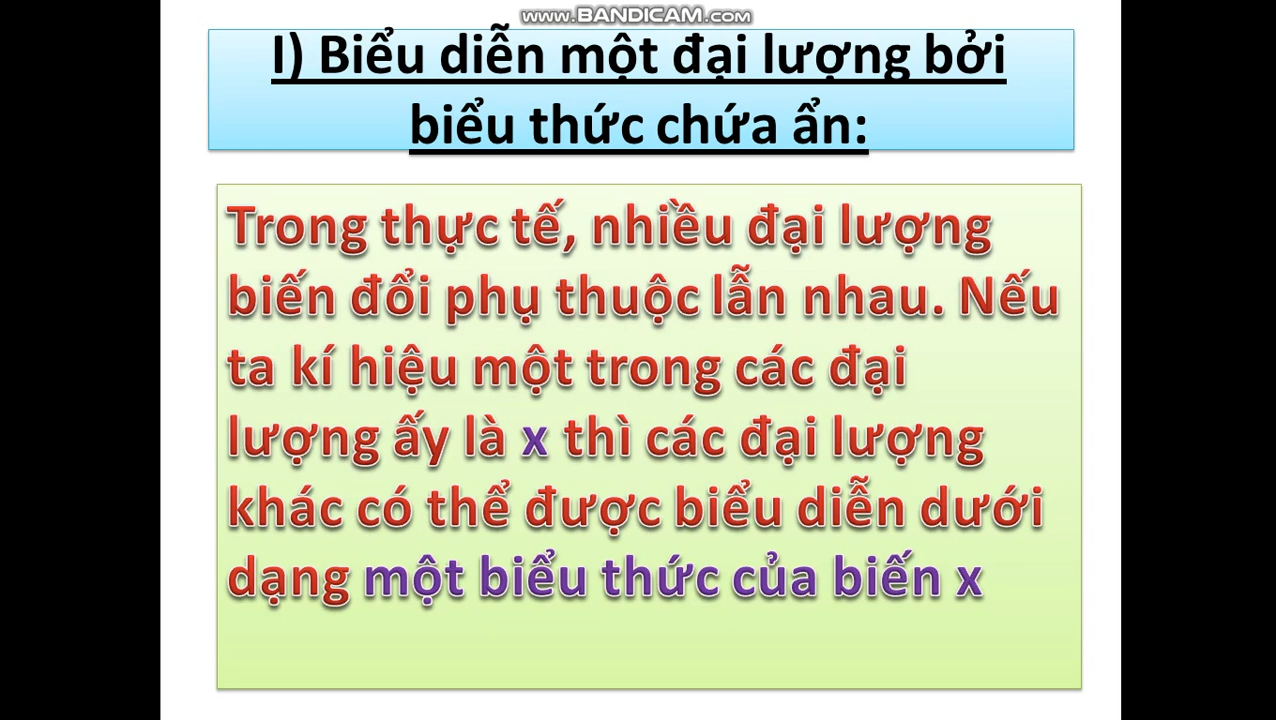 www.BANDICAM.com
I) Biểu diễn một đại lượng bởi
biểu thức chứa ẩn:
Trong thực tế, nhiều đại lượng
biến đổi phụ thuộc lẫn nhau. Nếu
ta kí hiệu một trong các đại
lượng ấy là x thì các đại lượng
khác có thể được biểu diễn dưới
dạng một biểu thức của biến x